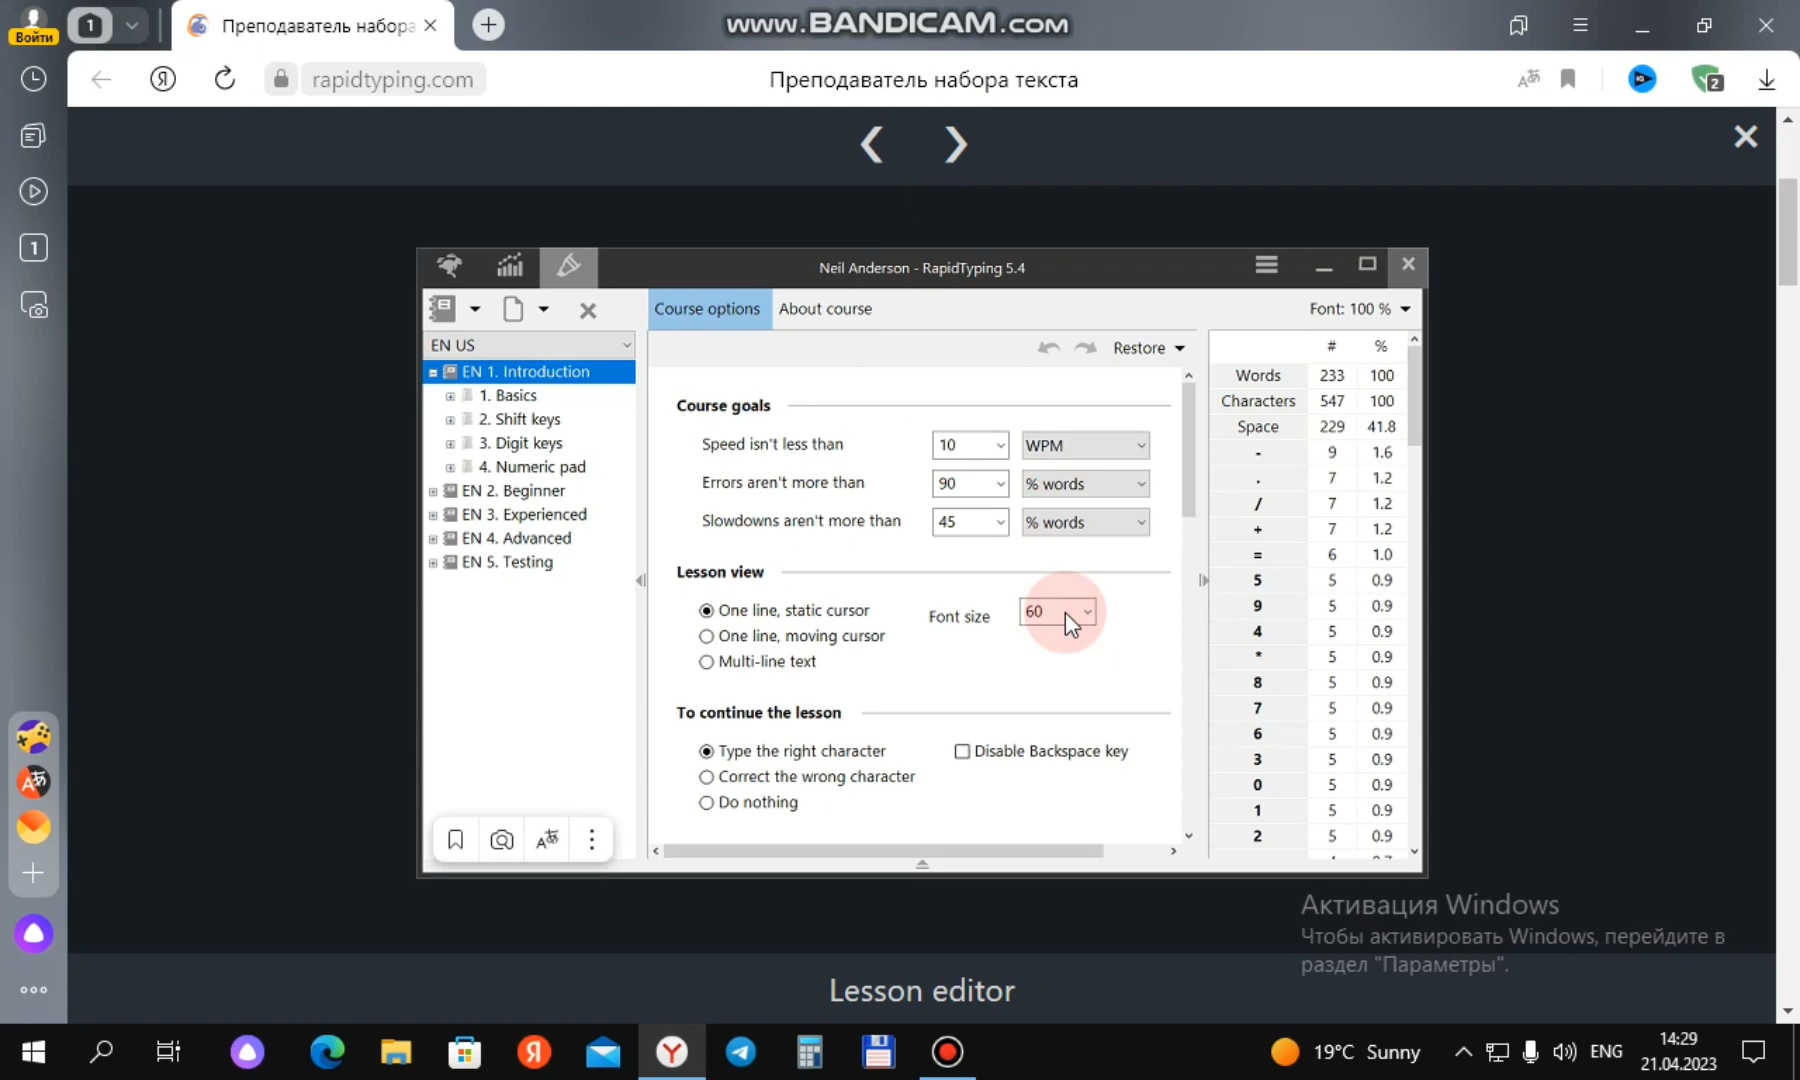 Войти
1
Преподаватель набора
www.BANDICAM.com
Я
rapidtyping.com
Преподаватель набора текста
2
1
Neil Anderson - RapidTyping 5.4
Course options
About course
Font: 100 %
EN US
EN 1. Introduction
1. Basics
2. Shift keys
3. Digit keys
4. Numeric pad
EN 2. Beginner
EN 3. Experienced
EN 4. Advanced
EN 5. Testing
Restore
Course goals
Speed isn't less than 10 WPM
Errors aren't more than 90 % words
Slowdowns aren't more than 45 % words
Lesson view
One line, static cursor
One line, moving cursor
Multi-line text
Font size 60
To continue the lesson
Type the right character
Correct the wrong character
Do nothing
Disable Backspace key
# %
Words 233 100
Characters 547 100
Space 229 41.8
- 9 1.6
. 7 1.2
/ 7 1.2
+ 7 1.2
= 6 1.0
5 5 0.9
9 5 0.9
4 5 0.9
* 5 0.9
8 5 0.9
7 5 0.9
6 5 0.9
3 5 0.9
0 5 0.9
1 5 0.9
2 5 0.9
Активация Windows
Чтобы активировать Windows, перейдите в
раздел "Параметры".
Lesson editor
19°C Sunny
ENG
14:29
21.04.2023